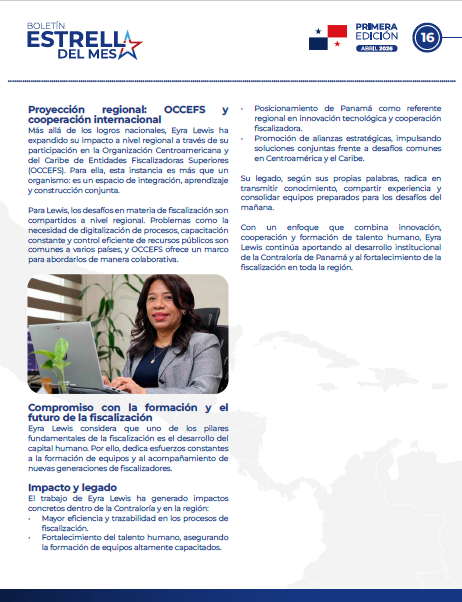 BOLETÍN
ESTRELLA
DEL MES
PRIMERA
EDICIÓN
ABRIL 2026
16
Proyección regional: OCCEFS y
cooperación internacional
Más allá de los logros nacionales, Eyra Lewis ha
expandido su impacto a nivel regional a través de su
participación en la Organización Centroamericana y
del Caribe de Entidades Fiscalizadoras Superiores
(OCCEFS). Para ella, esta instancia es más que un
organismo: es un espacio de integración, aprendizaje
y construcción conjunta.
Para Lewis, los desafíos en materia de fiscalización son
compartidos a nivel regional. Problemas como la
necesidad de digitalización de procesos, capacitación
constante y control eficiente de recursos públicos son
comunes a varios países, y OCCEFS ofrece un marco
para abordarlos de manera colaborativa.
Compromiso con la formación y el
futuro de la fiscalización
Eyra Lewis considera que uno de los pilares
fundamentales de la fiscalización es el desarrollo del
capital humano. Por ello, dedica esfuerzos constantes
a la formación de equipos y al acompañamiento de
nuevas generaciones de fiscalizadores.
Impacto y legado
El trabajo de Eyra Lewis ha generado impactos
concretos dentro de la Contraloría y en la región:
• Mayor eficiencia y trazabilidad en los procesos de
fiscalización.
• Fortalecimiento del talento humano, asegurando
la formación de equipos altamente capacitados.
• Posicionamiento de Panamá como referente
regional en innovación tecnológica y cooperación
fiscalizadora.
• Promoción de alianzas estratégicas, impulsando
soluciones conjuntas frente a desafíos comunes
en Centroamérica y el Caribe.
Su legado, según sus propias palabras, radica en
transmitir conocimiento, compartir experiencia y
consolidar equipos preparados para los desafíos del
mañana.
Con un enfoque que combina innovación,
cooperación y formación de talento humano, Eyra
Lewis continúa aportando al desarrollo institucional
de la Contraloría de Panamá y al fortalecimiento de la
fiscalización en toda la región.